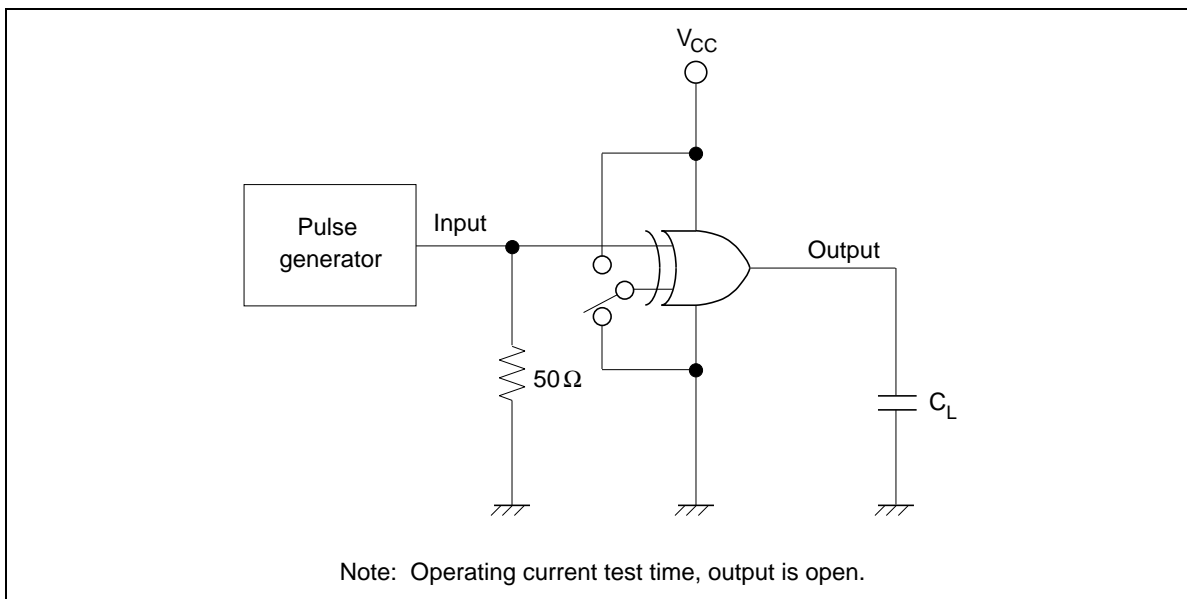 VCC
Pulse
generator
Input
Output
50Ω
CL
Note: Operating current test time, output is open.